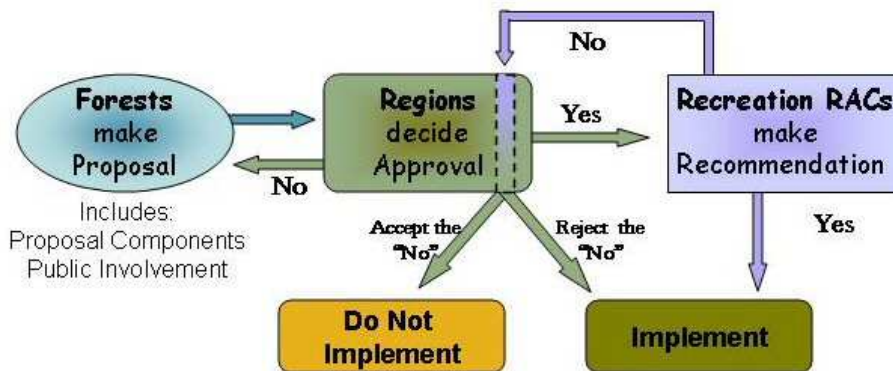 Forests
make
Proposal
Includes:
Proposal Components
Public Involvement
No
Regions
decide
Approval
Yes
No
Recreation RACs
make
Recommendation
Accept the
"No"
Reject the
"No"
Yes
Do Not
Implement
Implement